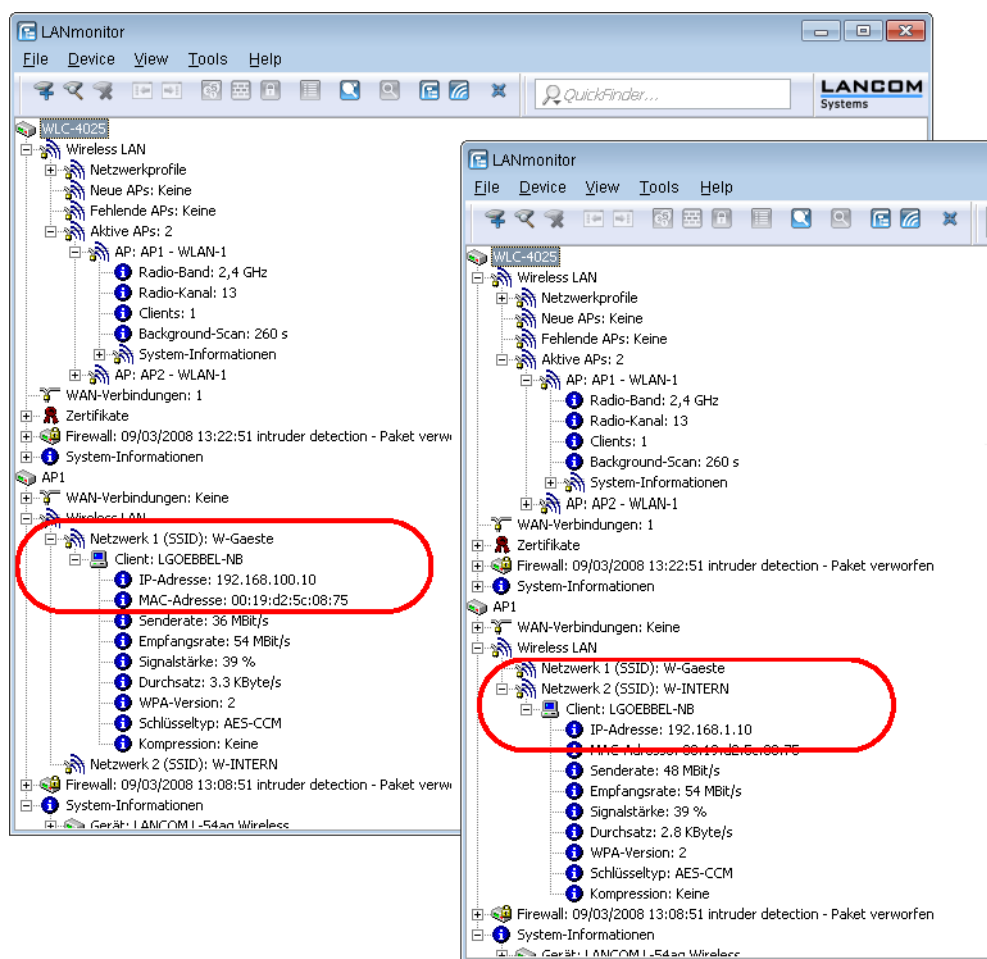 LANmonitor
File Device View Tools Help
QuickFinder...
LANCOM
Systems
WLC-4025
Wireless LAN
Netzwerkprofile
Neue APs: Keine
Fehlende APs: Keine
Aktive APs: 2
AP: AP1 - WLAN-1
Radio-Band: 2,4 GHz
Radio-Kanal: 13
Clients: 1
Background-Scan: 260 s
System-Informationen
AP: AP2 - WLAN-1
WAN-Verbindungen: 1
Zertifikate
Firewall: 09/03/2008 13:22:51 intruder detection - Paket verw
System-Informationen
AP1
WAN-Verbindungen: Keine
Wireless LAN
Netzwerk 1 (SSID): W-Gaeste
Client: LGOEBBEL-NB
IP-Adresse: 192.168.100.10
MAC-Adresse: 00:19:d2:5c:08:75
Senderate: 36 MBit/s
Empfangsrate: 54 MBit/s
Signalstärke: 39 %
Durchsatz: 3.3 KByte/s
WPA-Version: 2
Schlüsseltyp: AES-CCM
Kompression: Keine
Netzwerk 2 (SSID): W-INTERN
Firewall: 09/03/2008 13:08:51 intruder detection - Paket verw
System-Informationen
Gerät: LANCOM L-54ag Wireless
LANmonitor
File Device View Tools Help
WLC-4025
Wireless LAN
Netzwerkprofile
Neue APs: Keine
Fehlende APs: Keine
Aktive APs: 2
AP: AP1 - WLAN-1
Radio-Band: 2,4 GHz
Radio-Kanal: 13
Clients: 1
Background-Scan: 260 s
System-Informationen
AP: AP2 - WLAN-1
WAN-Verbindungen: 1
Zertifikate
Firewall: 09/03/2008 13:22:51 intruder detection - Paket verworfen
System-Informationen
AP1
WAN-Verbindungen: Keine
Wireless LAN
Netzwerk 1 (SSID): W-Gaeste
Netzwerk 2 (SSID): W-INTERN
Client: LGOEBBEL-NB
IP-Adresse: 192.168.1.10
MAC-Adresse: 00:19:d2:5c:08:75
Senderate: 48 MBit/s
Empfangsrate: 54 MBit/s
Signalstärke: 39 %
Durchsatz: 2.8 KByte/s
WPA-Version: 2
Schlüsseltyp: AES-CCM
Kompression: Keine
Firewall: 09/03/2008 13:08:51 intruder detection - Paket verworfen
System-Informationen
Gerät: LANCOM L-54ag Wireless